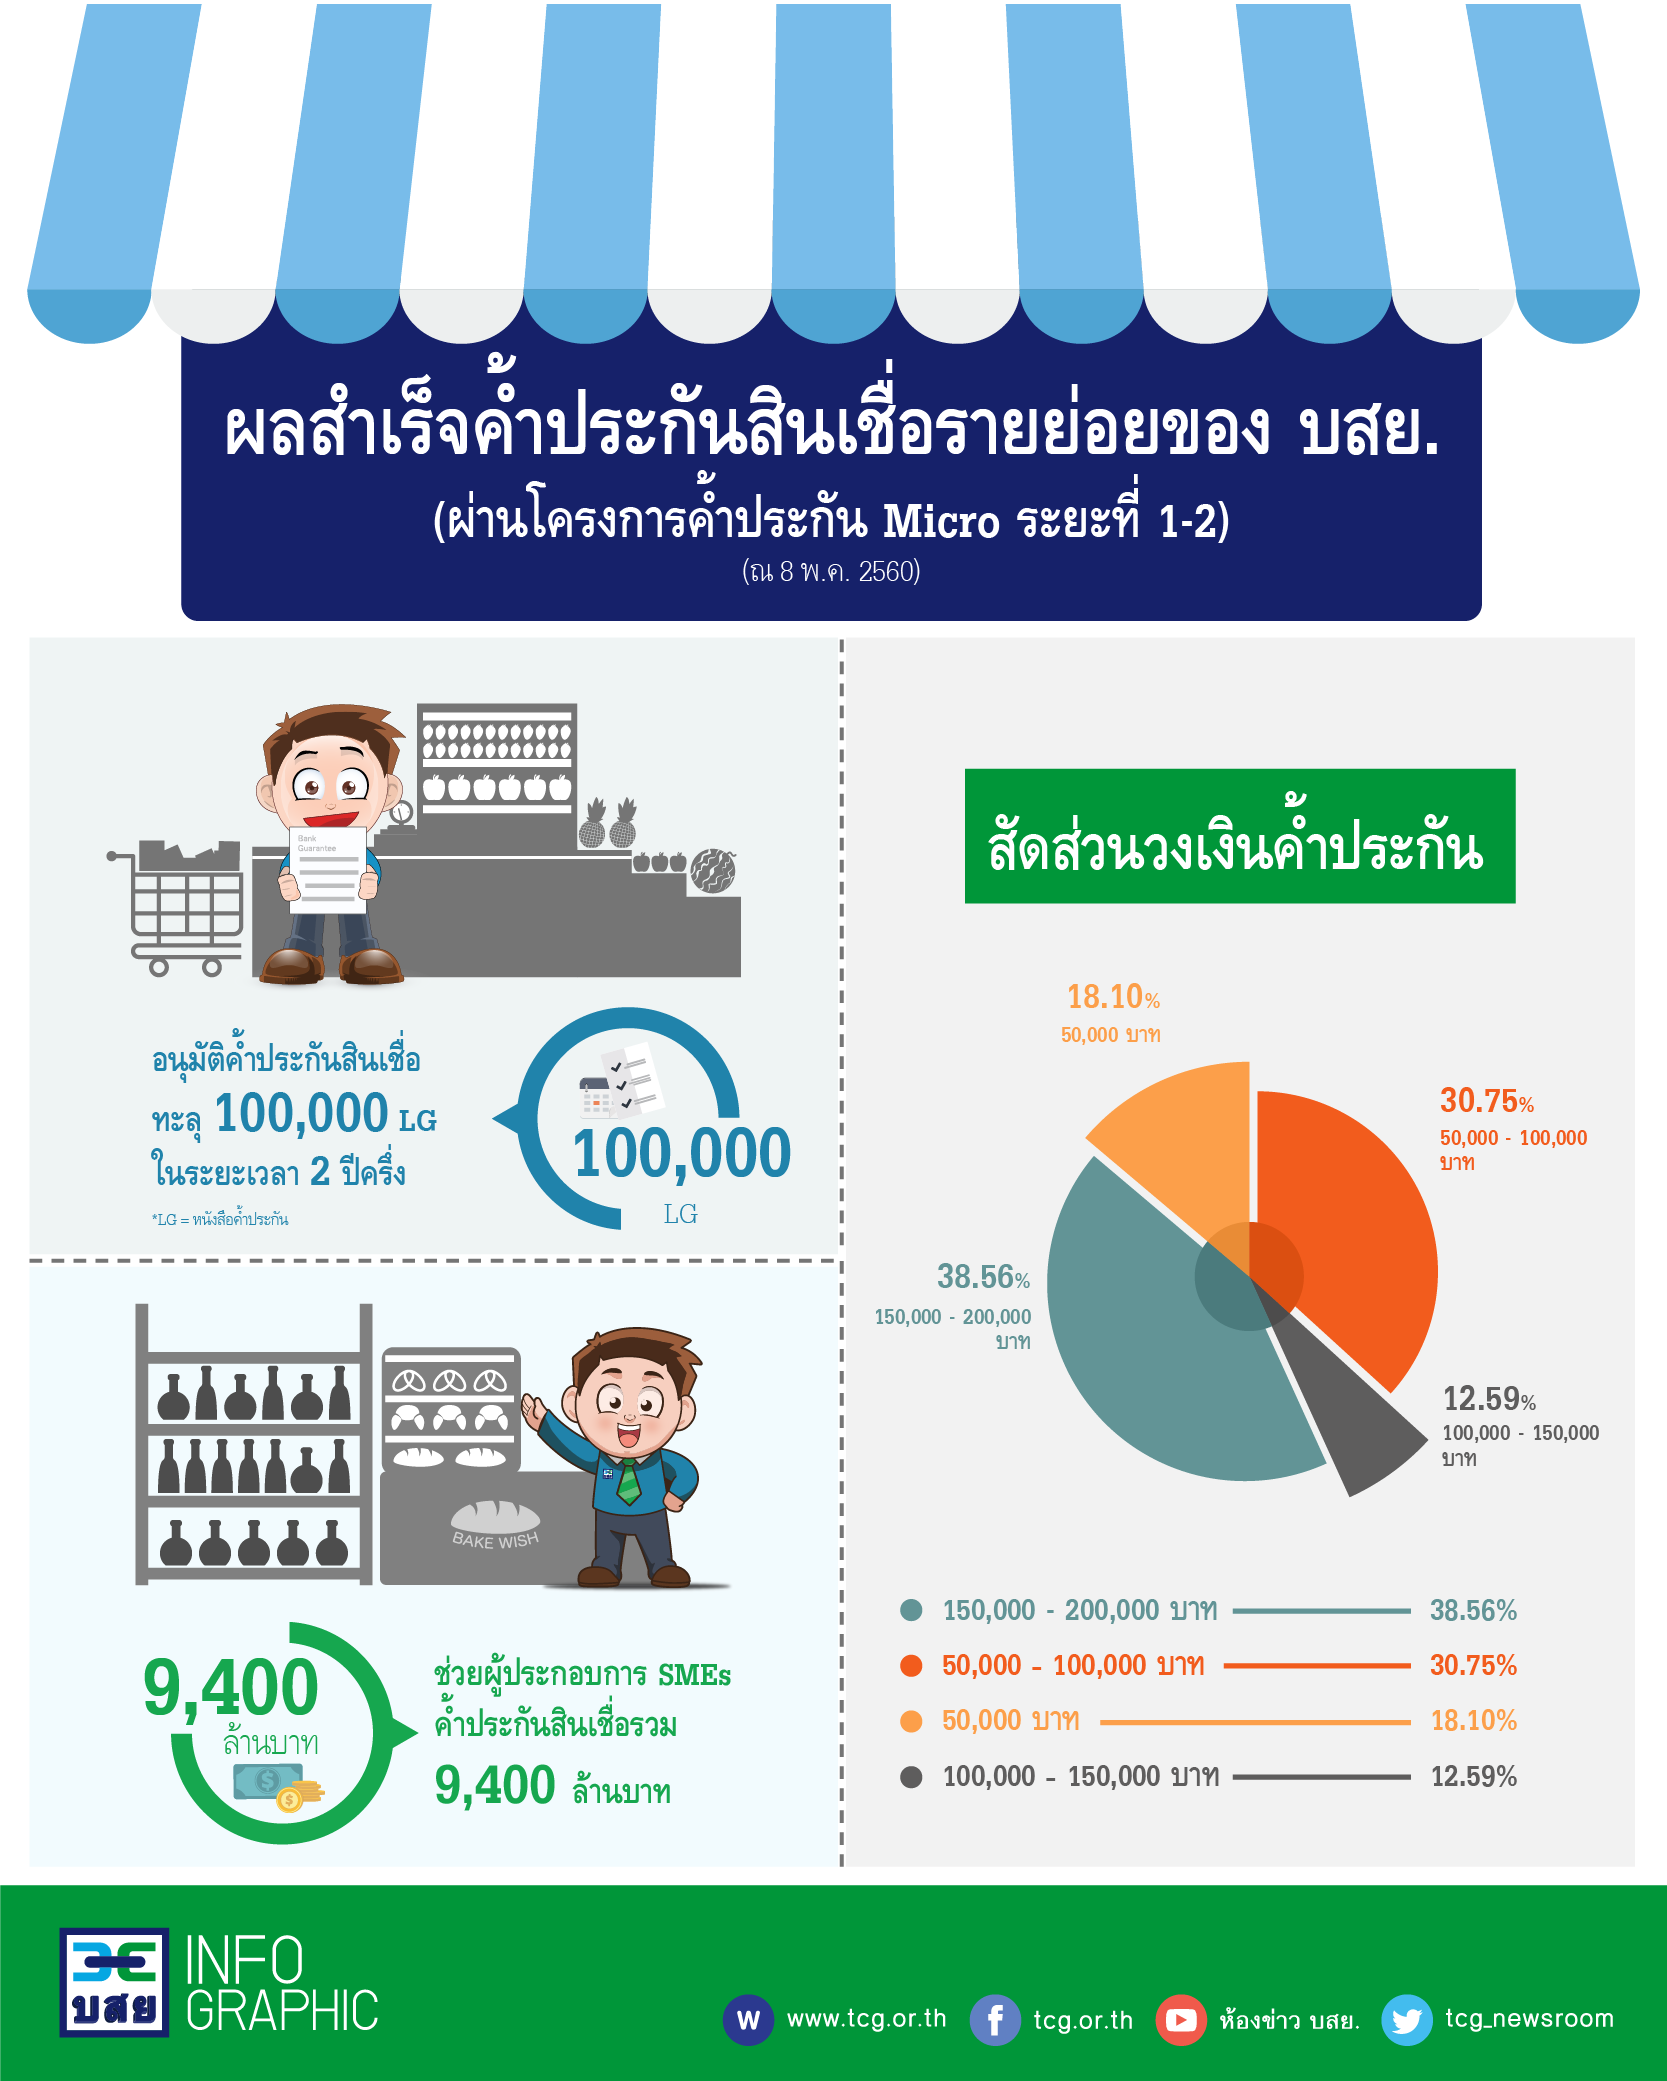 ผลสำเร็จค้ำประกันสินเชื่อรายย่อยของ บสย.
(ผ่านโครงการค้ำประกัน Micro ระยะที่ 1-2)
(ณ 8 พ.ค. 2560)
Bank
Guarantee
อนุมัติค้ำประกันสินเชื่อ
ทะลุ 100,000 LG
ในระยะเวลา 2 ปีครึ่ง
*LG = หนังสือค้ำประกัน
100,000
LG
BAKE WISH
9,400
ล้านบาท
ช่วยผู้ประกอบการ SMEs
ค้ำประกันสินเชื่อรวม
9,400 ล้านบาท
สัดส่วนวงเงินค้ำประกัน
18.10%
50,000 บาท
30.75%
50,000 - 100,000
บาท
38.56%
150,000 - 200,000
บาท
12.59%
100,000 - 150,000
บาท
150,000 - 200,000 บาท 38.56%
50,000 - 100,000 บาท 30.75%
50,000 บาท 18.10%
100,000 - 150,000 บาท 12.59%
บสย
INFO
GRAPHIC
W www.tcg.or.th f tcg.or.th ห้องข่าว บสย. tcg_newsroom